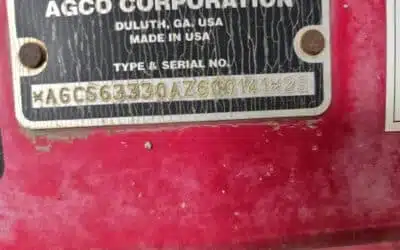 AGCO CORPORATION
DULUTH, GA. USA
MADE IN USA
TYPE & SERIAL NO.